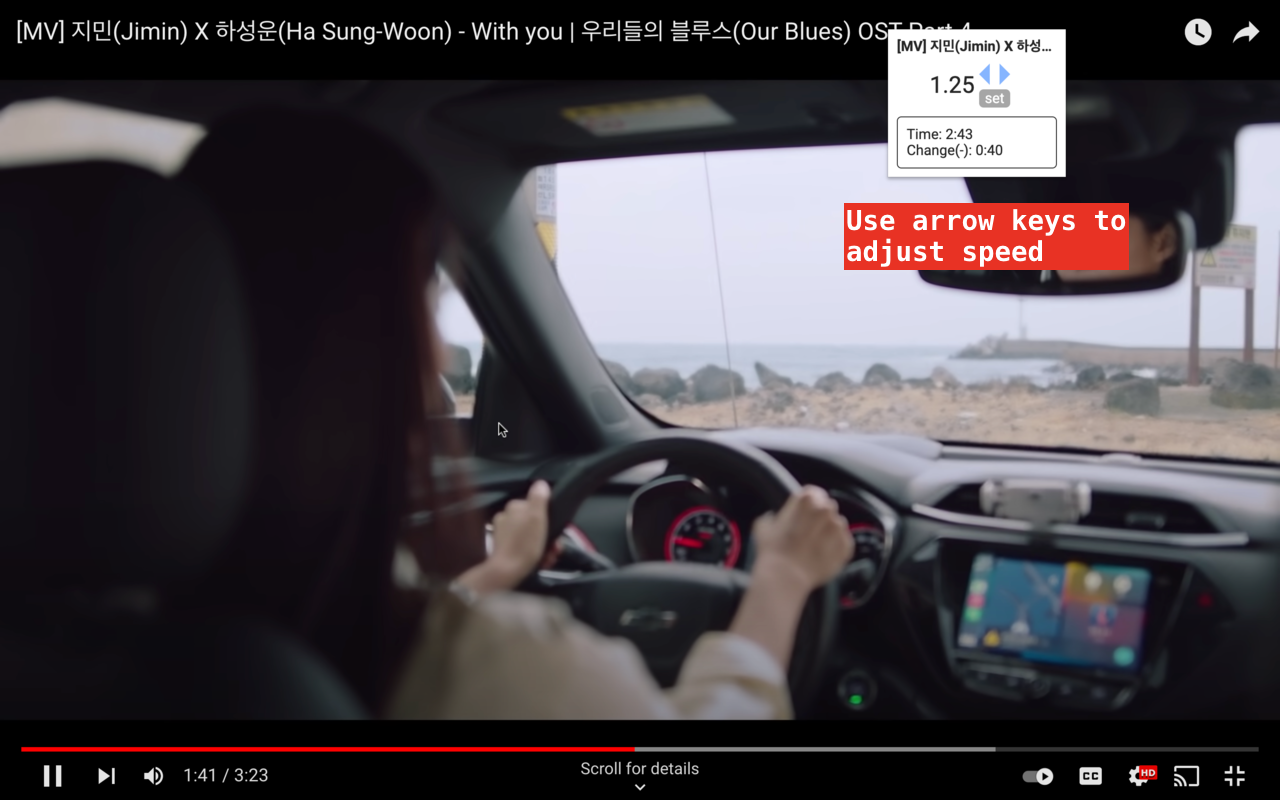 [MV] 지민(Jimin) X 하성운(Ha Sung-Woon) - With you | 우리들의 블루스(Our Blues) OST Part 4
[MV] 지민(Jimin) X 하성...
1.25
set
Time: 2:43
Change(-): 0:40
Use arrow keys to
adjust speed
1:41 / 3:23
Scroll for details
CC
HD